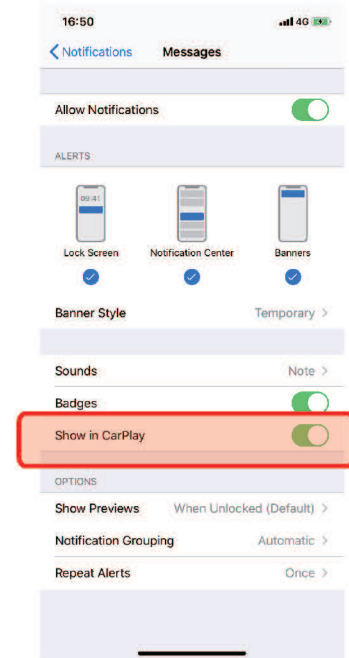 16:50 4G
Notifications Messages
Allow Notifications
ALERTS
09:41
Lock Screen Notification Center Banners
Banner Style Temporary
Sounds Note
Badges
Show in CarPlay
OPTIONS
Show Previews When Unlocked (Default)
Notification Grouping Automatic
Repeat Alerts Once